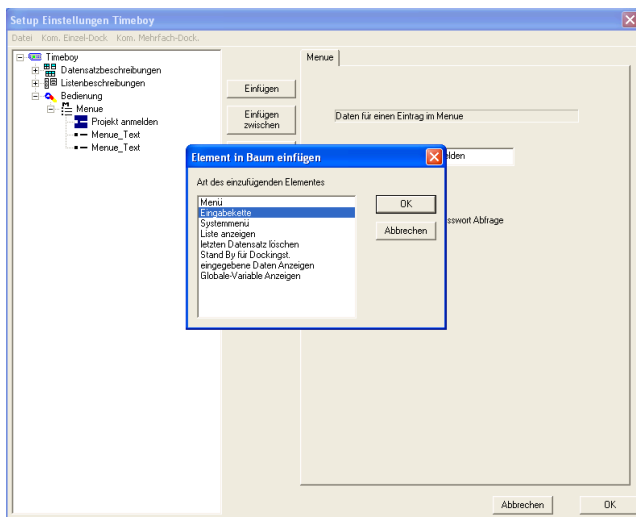 Setup Einstellungen Timeboy
Datei Kom. Einzel-Dock Kom. Mehrfach-Dock.
Timeboy
Datensatzbeschreibungen
Listenbeschreibungen
Bedienung
Menue
Projekt anmelden
Menue_Text
Menue_Text
Einfügen
Einfügen
zwischen
Menue
Daten für einen Eintrag im Menue
elden
sswort Abfrage
Element in Baum einfügen
Art des einzufügenden Elementes
Menü
Eingabekette
Systemmenü
Liste anzeigen
letzten Datensatz löschen
Stand By für Dockingst.
eingegebene Daten Anzeigen
Globale-Variable Anzeigen
OK
Abbrechen
Abbrechen
OK